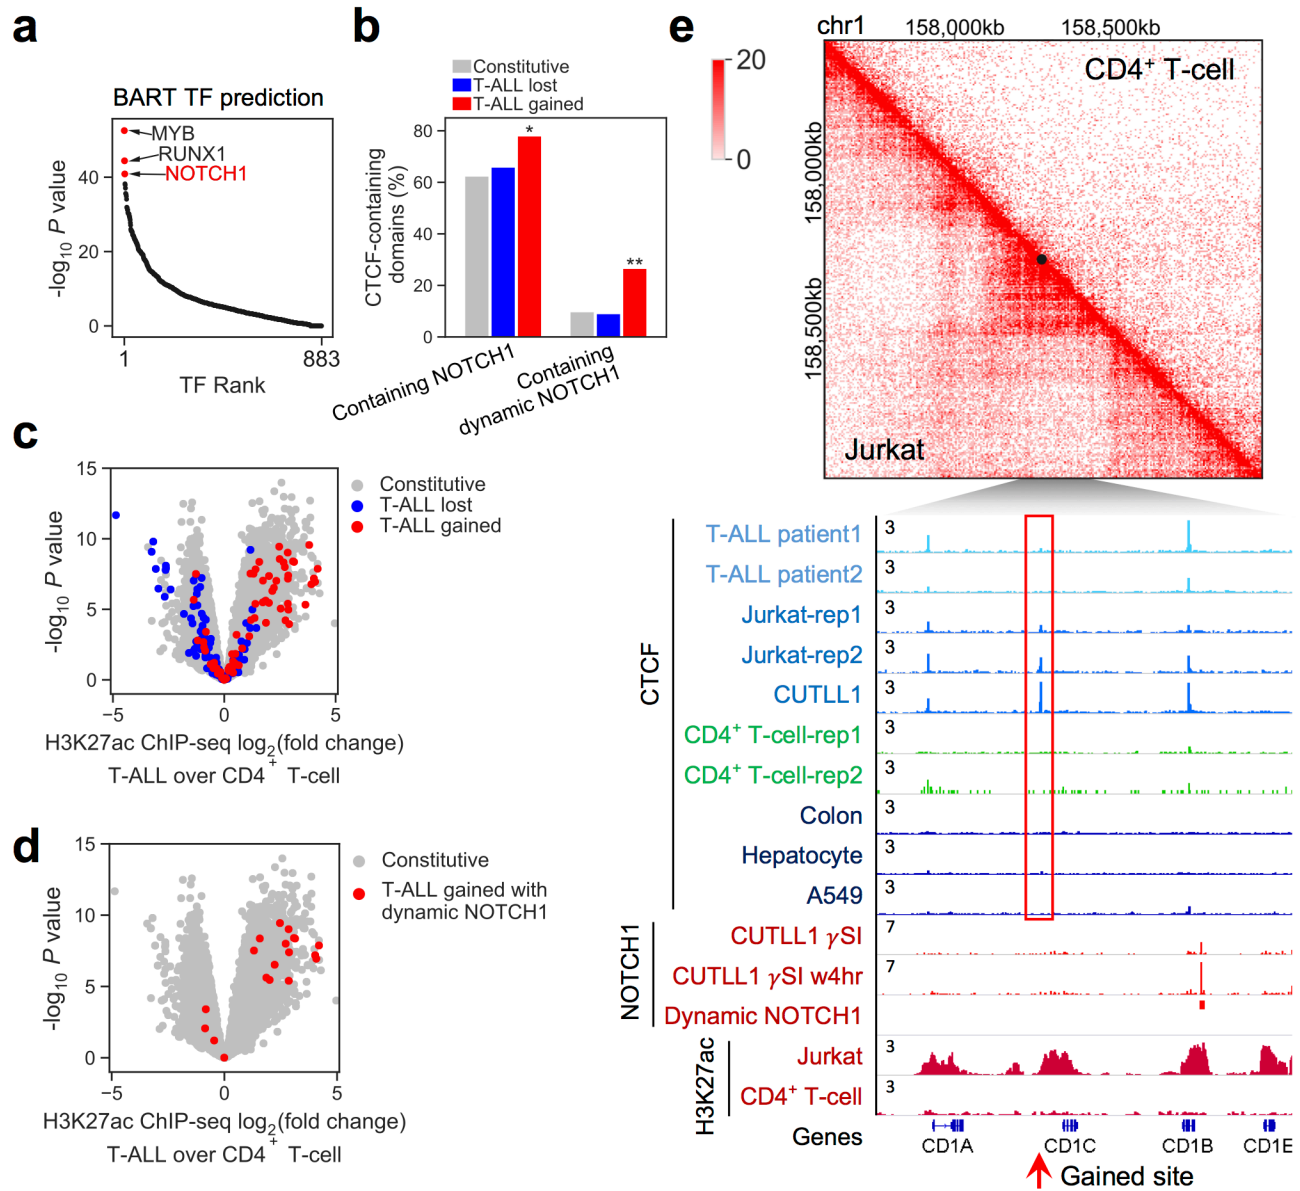 a
BART TF prediction
MYB
RUNX1
NOTCH1
40
20
0
-log10 P value
1
883
TF Rank
b
Constitutive
T-ALL lost
T-ALL gained
80
60
40
20
0
CTCF-containing
domains (%)
*
**
Containing NOTCH1
Containing
dynamic NOTCH1
c
15
10
5
0
-log10 P value
−5
0
5
H3K27ac ChIP-seq log2(fold change)
T-ALL over CD4+ T-cell
Constitutive
T-ALL lost
T-ALL gained
d
15
10
5
0
-log10 P value
−5
0
5
H3K27ac ChIP-seq log2(fold change)
T-ALL over CD4+ T-cell
Constitutive
T-ALL gained with
dynamic NOTCH1
e
20
0
chr1
158,000kb
158,500kb
158,000kb
158,500kb
CD4+ T-cell
Jurkat
CTCF
T-ALL patient1
3
T-ALL patient2
3
Jurkat-rep1
3
Jurkat-rep2
3
CUTLL1
3
CD4+ T-cell-rep1
3
CD4+ T-cell-rep2
3
Colon
3
Hepatocyte
3
A549
3
NOTCH1
CUTLL1 γSI
7
CUTLL1 γSI w4hr
7
Dynamic NOTCH1
H3K27ac
Jurkat
3
CD4+ T-cell
3
Genes
CD1A
CD1C
CD1B
CD1E
Gained site